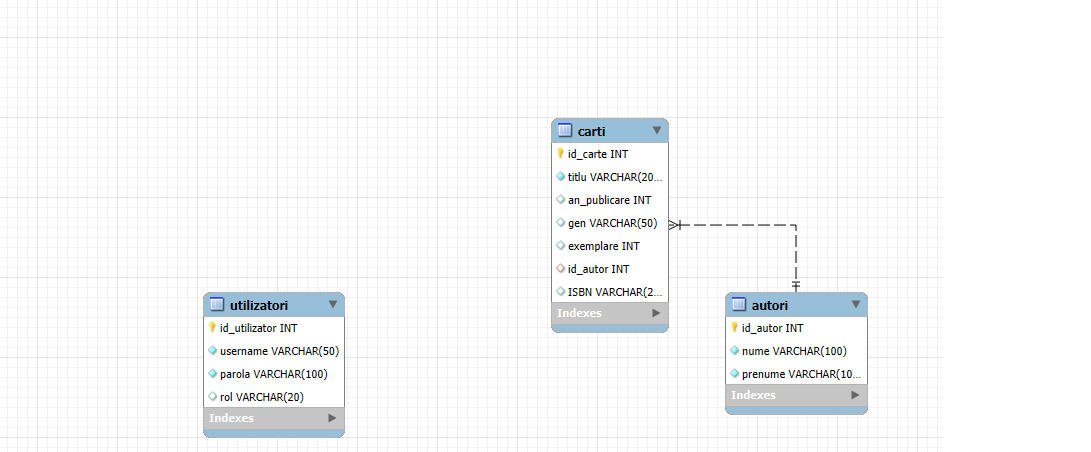 carti
id_carte INT
titlu VARCHAR(20...
an_publicare INT
gen VARCHAR(50)
exemplare INT
id_autor INT
ISBN VARCHAR(2...
Indexes
utilizatori
id_utilizator INT
username VARCHAR(50)
parola VARCHAR(100)
rol VARCHAR(20)
Indexes
autori
id_autor INT
nume VARCHAR(100)
prenume VARCHAR(10...
Indexes